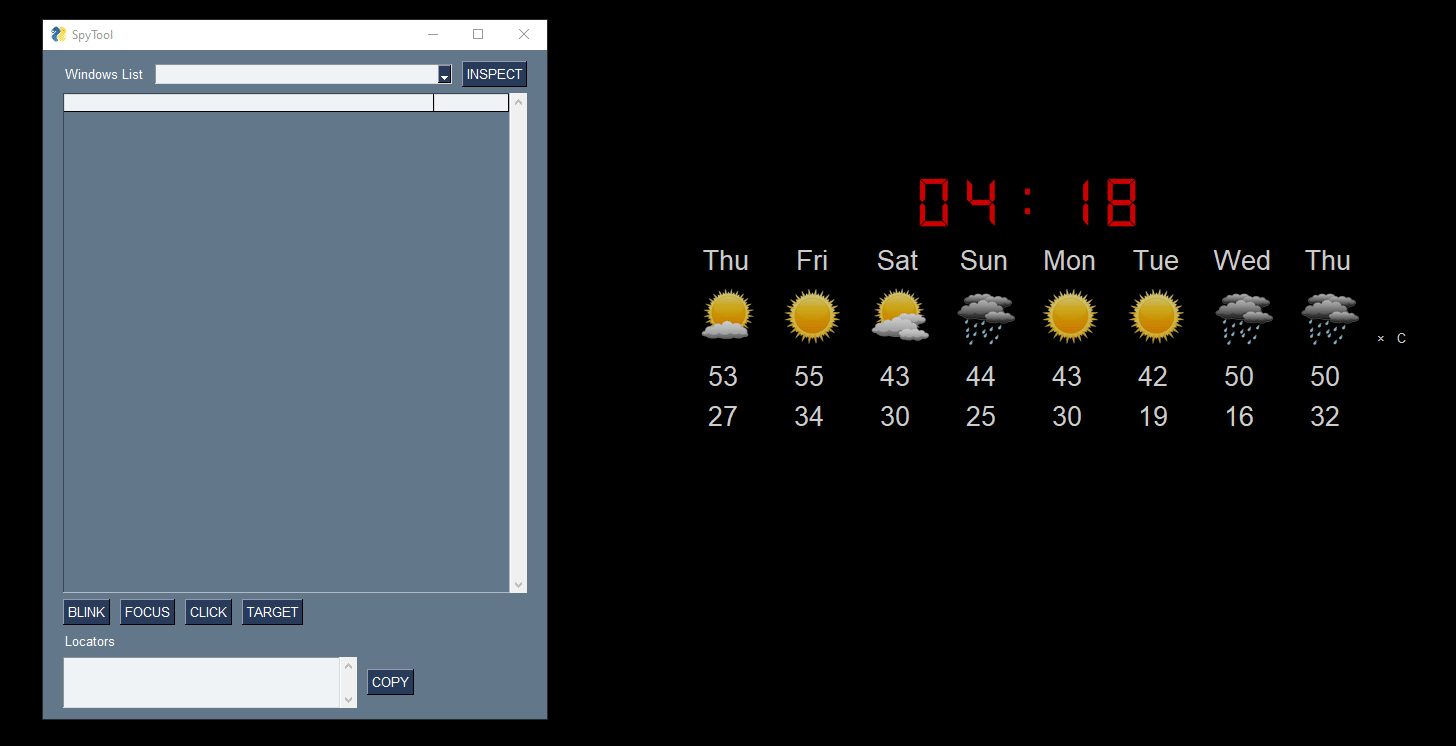 SpyTool
Windows List INSPECT
BLINK FOCUS CLICK TARGET
Locators
COPY
04:18
Thu Fri Sat Sun Mon Tue Wed Thu
× C
53 55 43 44 43 42 50 50
27 34 30 25 30 19 16 32